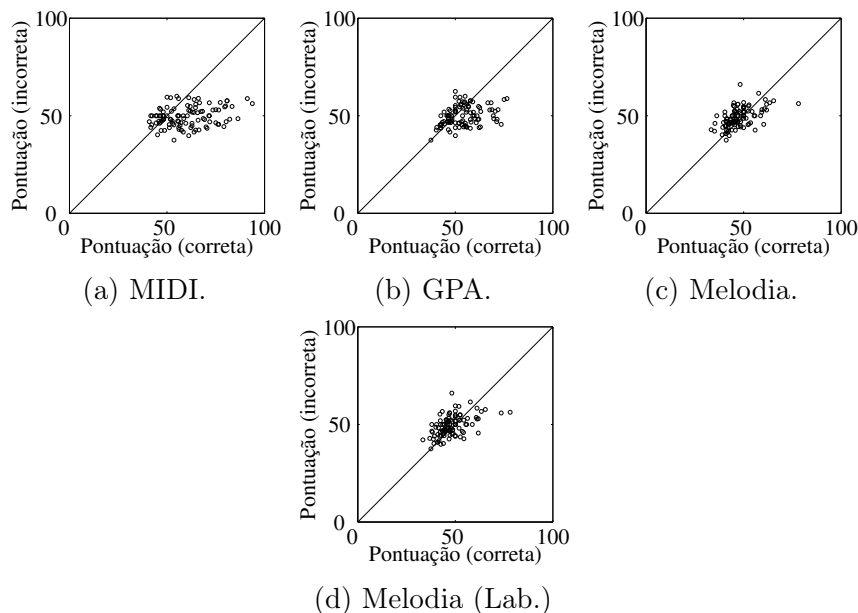 100
Pontuação (incorreta)
50
0
0
50
100
Pontuação (correta)
(a) MIDI.
100
Pontuação (incorreta)
50
0
0
50
100
Pontuação (correta)
(b) GPA.
100
Pontuação (incorreta)
50
0
0
50
100
Pontuação (correta)
(c) Melodia.
100
Pontuação (incorreta)
50
0
0
50
100
Pontuação (correta)
(d) Melodia (Lab.)